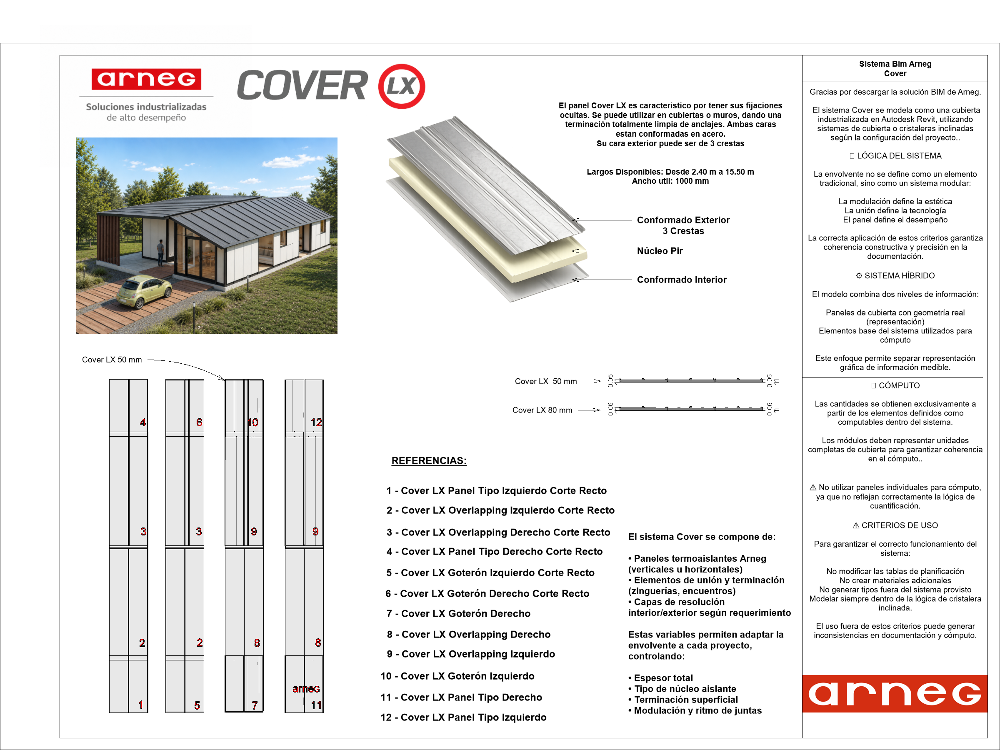 arneg
Soluciones industrializadas
de alto desempeño
COVER LX
El panel Cover LX es caracteristico por tener sus fijaciones
ocultas. Se puede utilizar en cubiertas o muros, dando una
terminación totalmente limpia de anclajes. Ambas caras
estan conformadas en acero.
Su cara exterior puede ser de 3 crestas
Largos Disponibles: Desde 2.40 m a 15.50 m
Ancho util: 1000 mm
Conformado Exterior
3 Crestas
Núcleo Pir
Conformado Interior
Cover LX 50 mm
4
6
10
12
3
3
9
9
2
2
8
8
arneg
1
5
7
11
Cover LX 50 mm
0.05
0.05
Cover LX 80 mm
0.06
0.06
REFERENCIAS:
1 - Cover LX Panel Tipo Izquierdo Corte Recto
2 - Cover LX Overlapping Izquierdo Corte Recto
3 - Cover LX Overlapping Derecho Corte Recto
4 - Cover LX Panel Tipo Derecho Corte Recto
5 - Cover LX Goterón Izquierdo Corte Recto
6 - Cover LX Goterón Derecho Corte Recto
7 - Cover LX Goterón Derecho
8 - Cover LX Overlapping Derecho
9 - Cover LX Overlapping Izquierdo
10 - Cover LX Goterón Izquierdo
11 - Cover LX Panel Tipo Derecho
12 - Cover LX Panel Tipo Izquierdo
El sistema Cover se compone de:
• Paneles termoaislantes Arneg
(verticales u horizontales)
• Elementos de unión y terminación
(zinguerías, encuentros)
• Capas de resolución
interior/exterior según requerimiento
Estas variables permiten adaptar la
envolvente a cada proyecto,
controlando:
• Espesor total
• Tipo de núcleo aislante
• Terminación superficial
• Modulación y ritmo de juntas
Sistema Bim Arneg
Cover
Gracias por descargar la solución BIM de Arneg.
El sistema Cover se modela como una cubierta
industrializada en Autodesk Revit, utilizando
sistemas de cubierta o cristaleras inclinadas
según la configuración del proyecto..
LÓGICA DEL SISTEMA
La envolvente no se define como un elemento
tradicional, sino como un sistema modular:
La modulación define la estética
La unión define la tecnología
El panel define el desempeño
La correcta aplicación de estos criterios garantiza
coherencia constructiva y precisión en la
documentación.
⚙ SISTEMA HÍBRIDO
El modelo combina dos niveles de información:
Paneles de cubierta con geometría real
(representación)
Elementos base del sistema utilizados para
cómputo
Este enfoque permite separar representación
gráfica de información medible.
CÓMPUTO
Las cantidades se obtienen exclusivamente a
partir de los elementos definidos como
computables dentro del sistema.
Los módulos deben representar unidades
completas de cubierta para garantizar coherencia
en el cómputo..
⚠ No utilizar paneles individuales para cómputo,
ya que no reflejan correctamente la lógica de
cuantificación.
⚠ CRITERIOS DE USO
Para garantizar el correcto funcionamiento del
sistema:
No modificar las tablas de planificación
No crear materiales adicionales
No generar tipos fuera del sistema provisto
Modelar siempre dentro de la lógica de cristalera
inclinada.
El uso fuera de estos criterios puede generar
inconsistencias en documentación y cómputo.
arneg